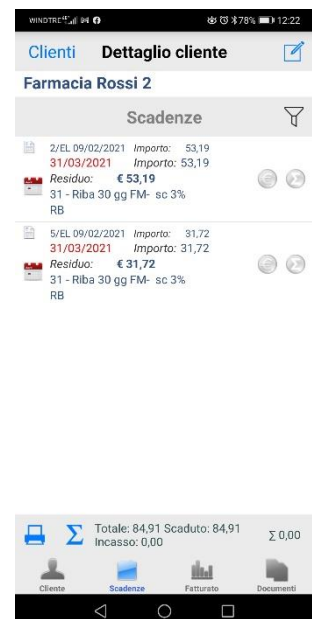 WINDTRE 78% 12:22
Clienti Dettaglio cliente
Farmacia Rossi 2
Scadenze
2/EL 09/02/2021 Importo: 53,19
31/03/2021 Importo: 53,19
Residuo: € 53,19
31 - Riba 30 gg FM- sc 3%
RB
5/EL 09/02/2021 Importo: 31,72
31/03/2021 Importo: 31,72
Residuo: € 31,72
31 - Riba 30 gg FM- sc 3%
RB
Totale: 84,91 Scaduto: 84,91
Incasso: 0,00
Σ 0,00
Cliente Scadenze Fatturato Documenti